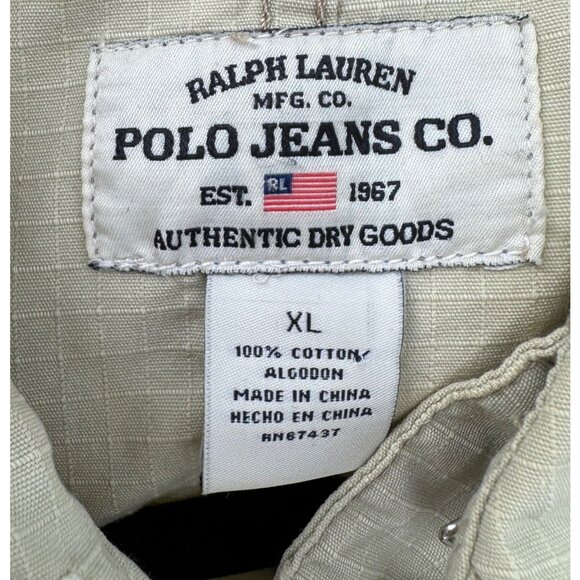 RALPH LAUREN
MFG. CO.
POLO JEANS CO.
EST. RL 1967
AUTHENTIC DRY GOODS
XL
100% COTTON/
ALGODON
MADE IN CHINA
HECHO EN CHINA
RN67437